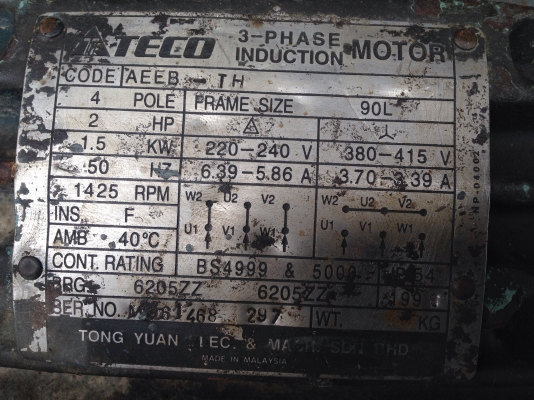 TECO 3-PHASE INDUCTION MOTOR
CODE AEEB - TH
4 POLE FRAME SIZE 90L
2 HP
1.5 KW 220-240 V 380-415 V
50 HZ 6.39-5.86 A 3.70-3.39 A
1425 RPM W2 U2 V2 W2 U2 V2
INS. F
U1 V1 W1 U1 V1 W1
AMB 40°C
CONT. RATING BS4999 & 
BRG. 6205ZZ 6205ZZ
SER.NO. 297 WT. KG
TONG YUAN & MACH. SDN BHD
MADE IN MALAYSIA